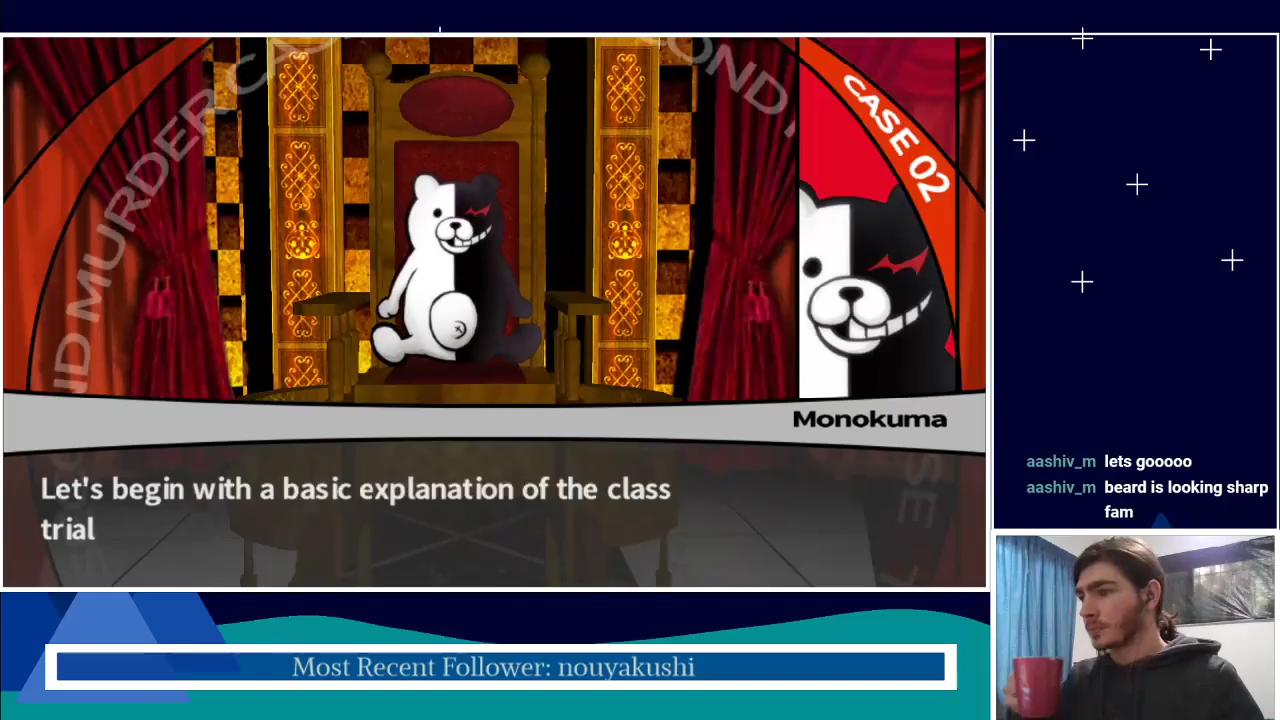 CASE 02
Monokuma
Let's begin with a basic explanation of the class
trial
aashiv_m lets gooooo
aashiv_m beard is looking sharp
fam
Most Recent Follower: nouyakushi